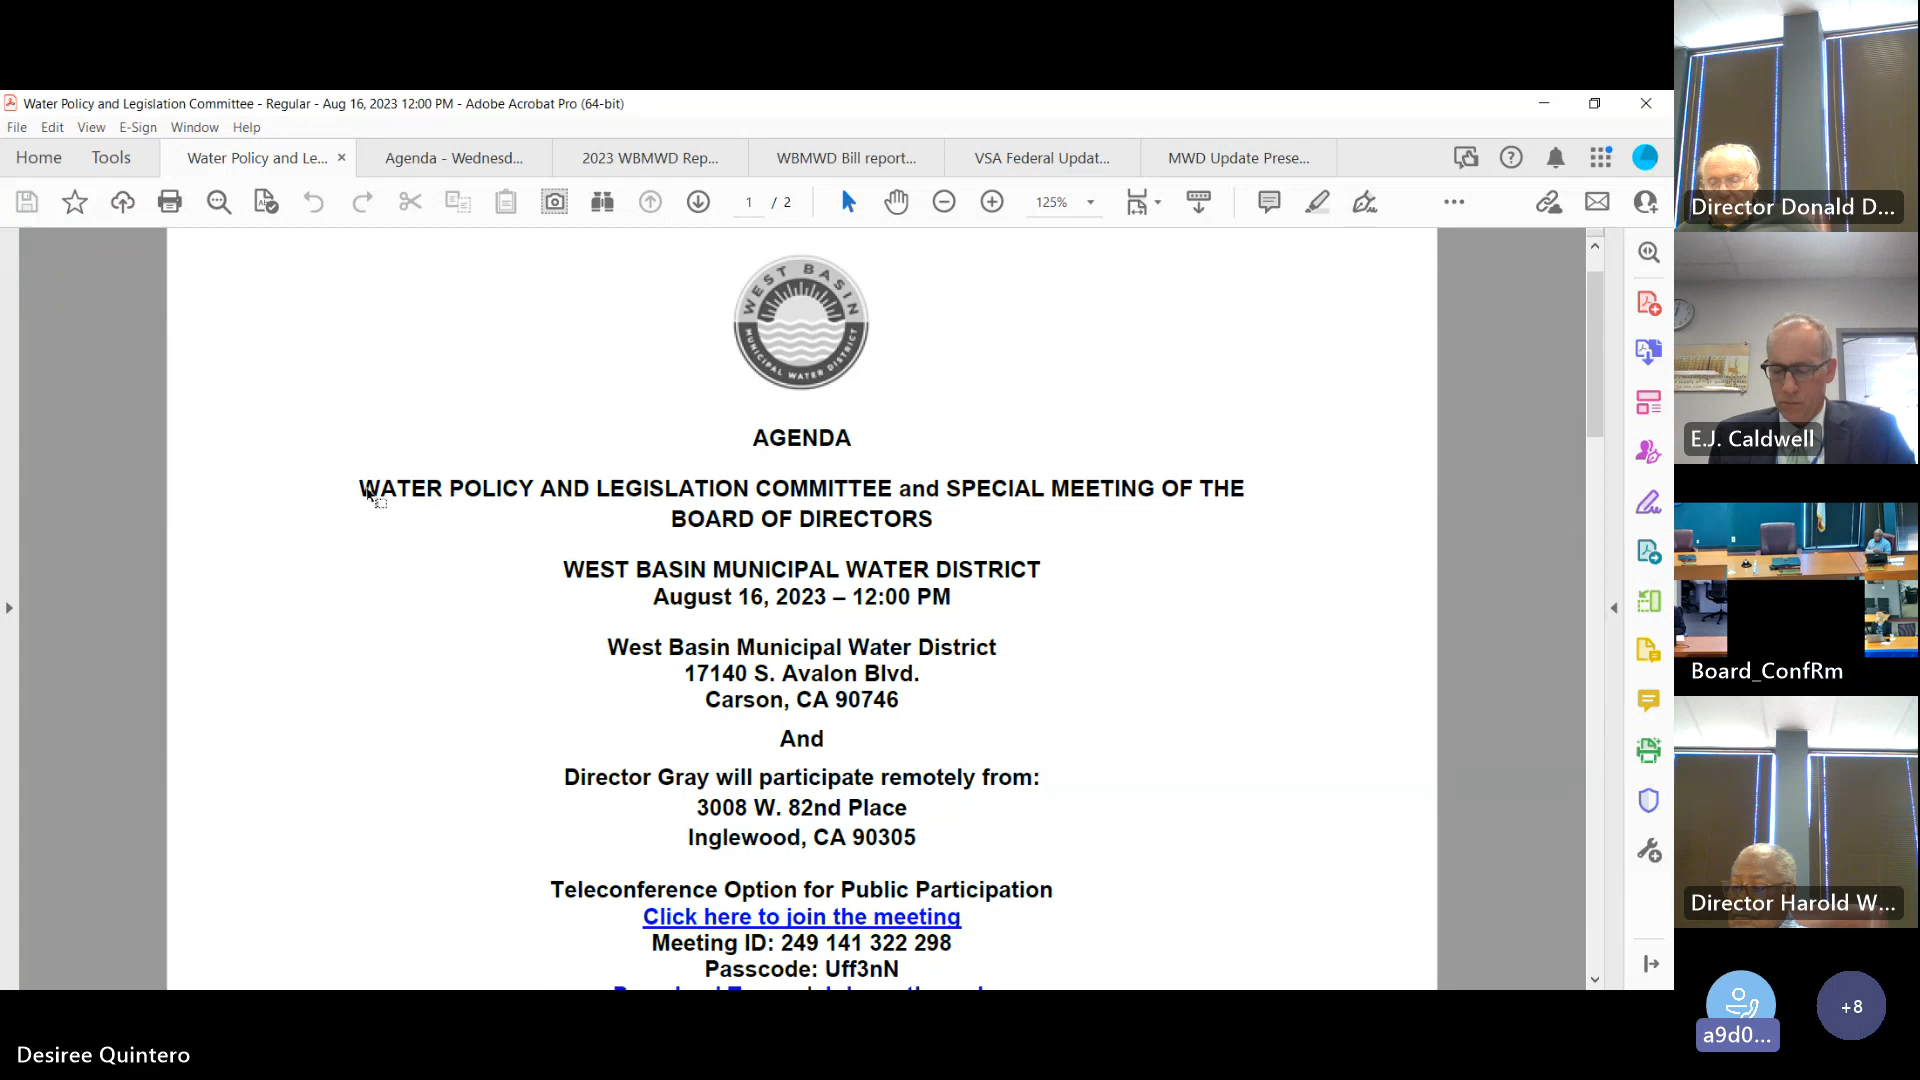 Water Policy and Legislation Committee - Regular - Aug 16, 2023 12:00 PM - Adobe Acrobat Pro (64-bit)
File Edit View E-Sign Window Help
Home Tools Water Policy and Le... × Agenda - Wednesd... 2023 WBMWD Rep... WBMWD Bill report... VSA Federal Updat... MWD Update Prese...
1 / 2 125%
WEST BASIN
MUNICIPAL WATER DISTRICT
AGENDA
WATER POLICY AND LEGISLATION COMMITTEE and SPECIAL MEETING OF THE
BOARD OF DIRECTORS
WEST BASIN MUNICIPAL WATER DISTRICT
August 16, 2023 – 12:00 PM
West Basin Municipal Water District
17140 S. Avalon Blvd.
Carson, CA 90746
And
Director Gray will participate remotely from:
3008 W. 82nd Place
Inglewood, CA 90305
Teleconference Option for Public Participation
Click here to join the meeting
Meeting ID: 249 141 322 298
Passcode: Uff3nN
Desiree Quintero
Director Donald D...
E.J. Caldwell
Board_ConfRm
Director Harold W...
a9d0...
+8